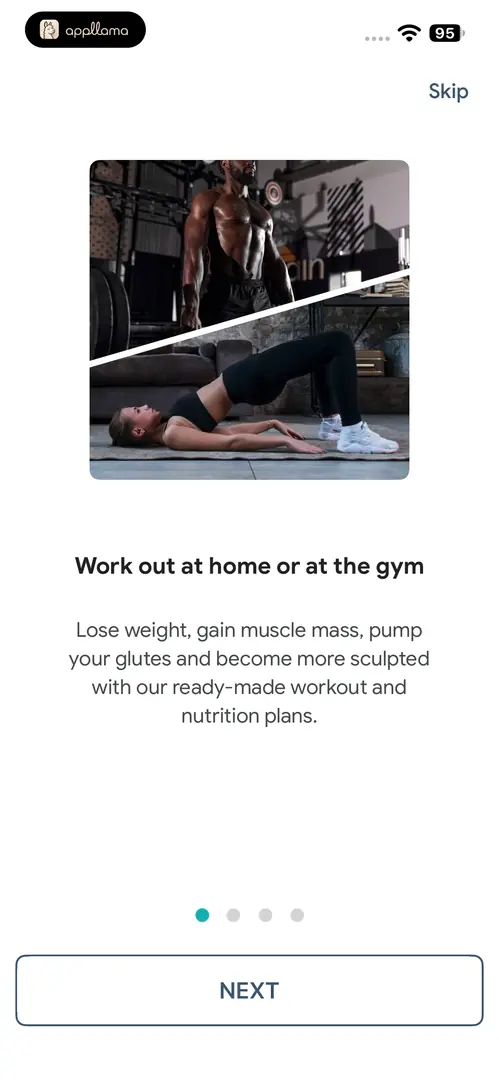 appllama
95
Skip
ain
Work out at home or at the gym
Lose weight, gain muscle mass, pump
your glutes and become more sculpted
with our ready-made workout and
nutrition plans.
NEXT